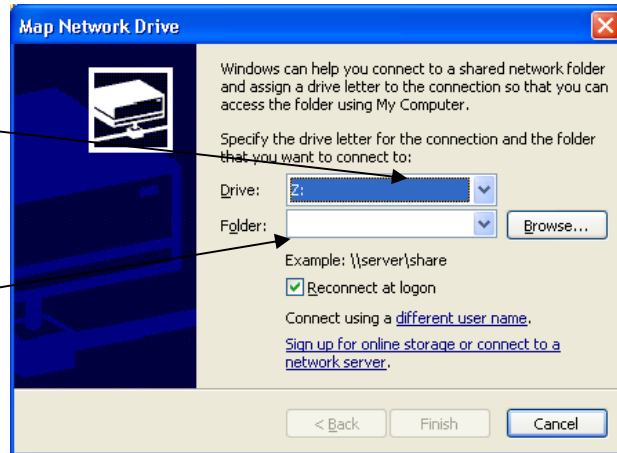 Map Network Drive
Windows can help you connect to a shared network folder
and assign a drive letter to the connection so that you can
access the folder using My Computer.
Specify the drive letter for the connection and the folder
that you want to connect to:
Drive: Z:
Folder: Browse...
Example: \\server\share
Reconnect at logon
Connect using a different user name.
Sign up for online storage or connect to a
network server.
< Back Finish Cancel